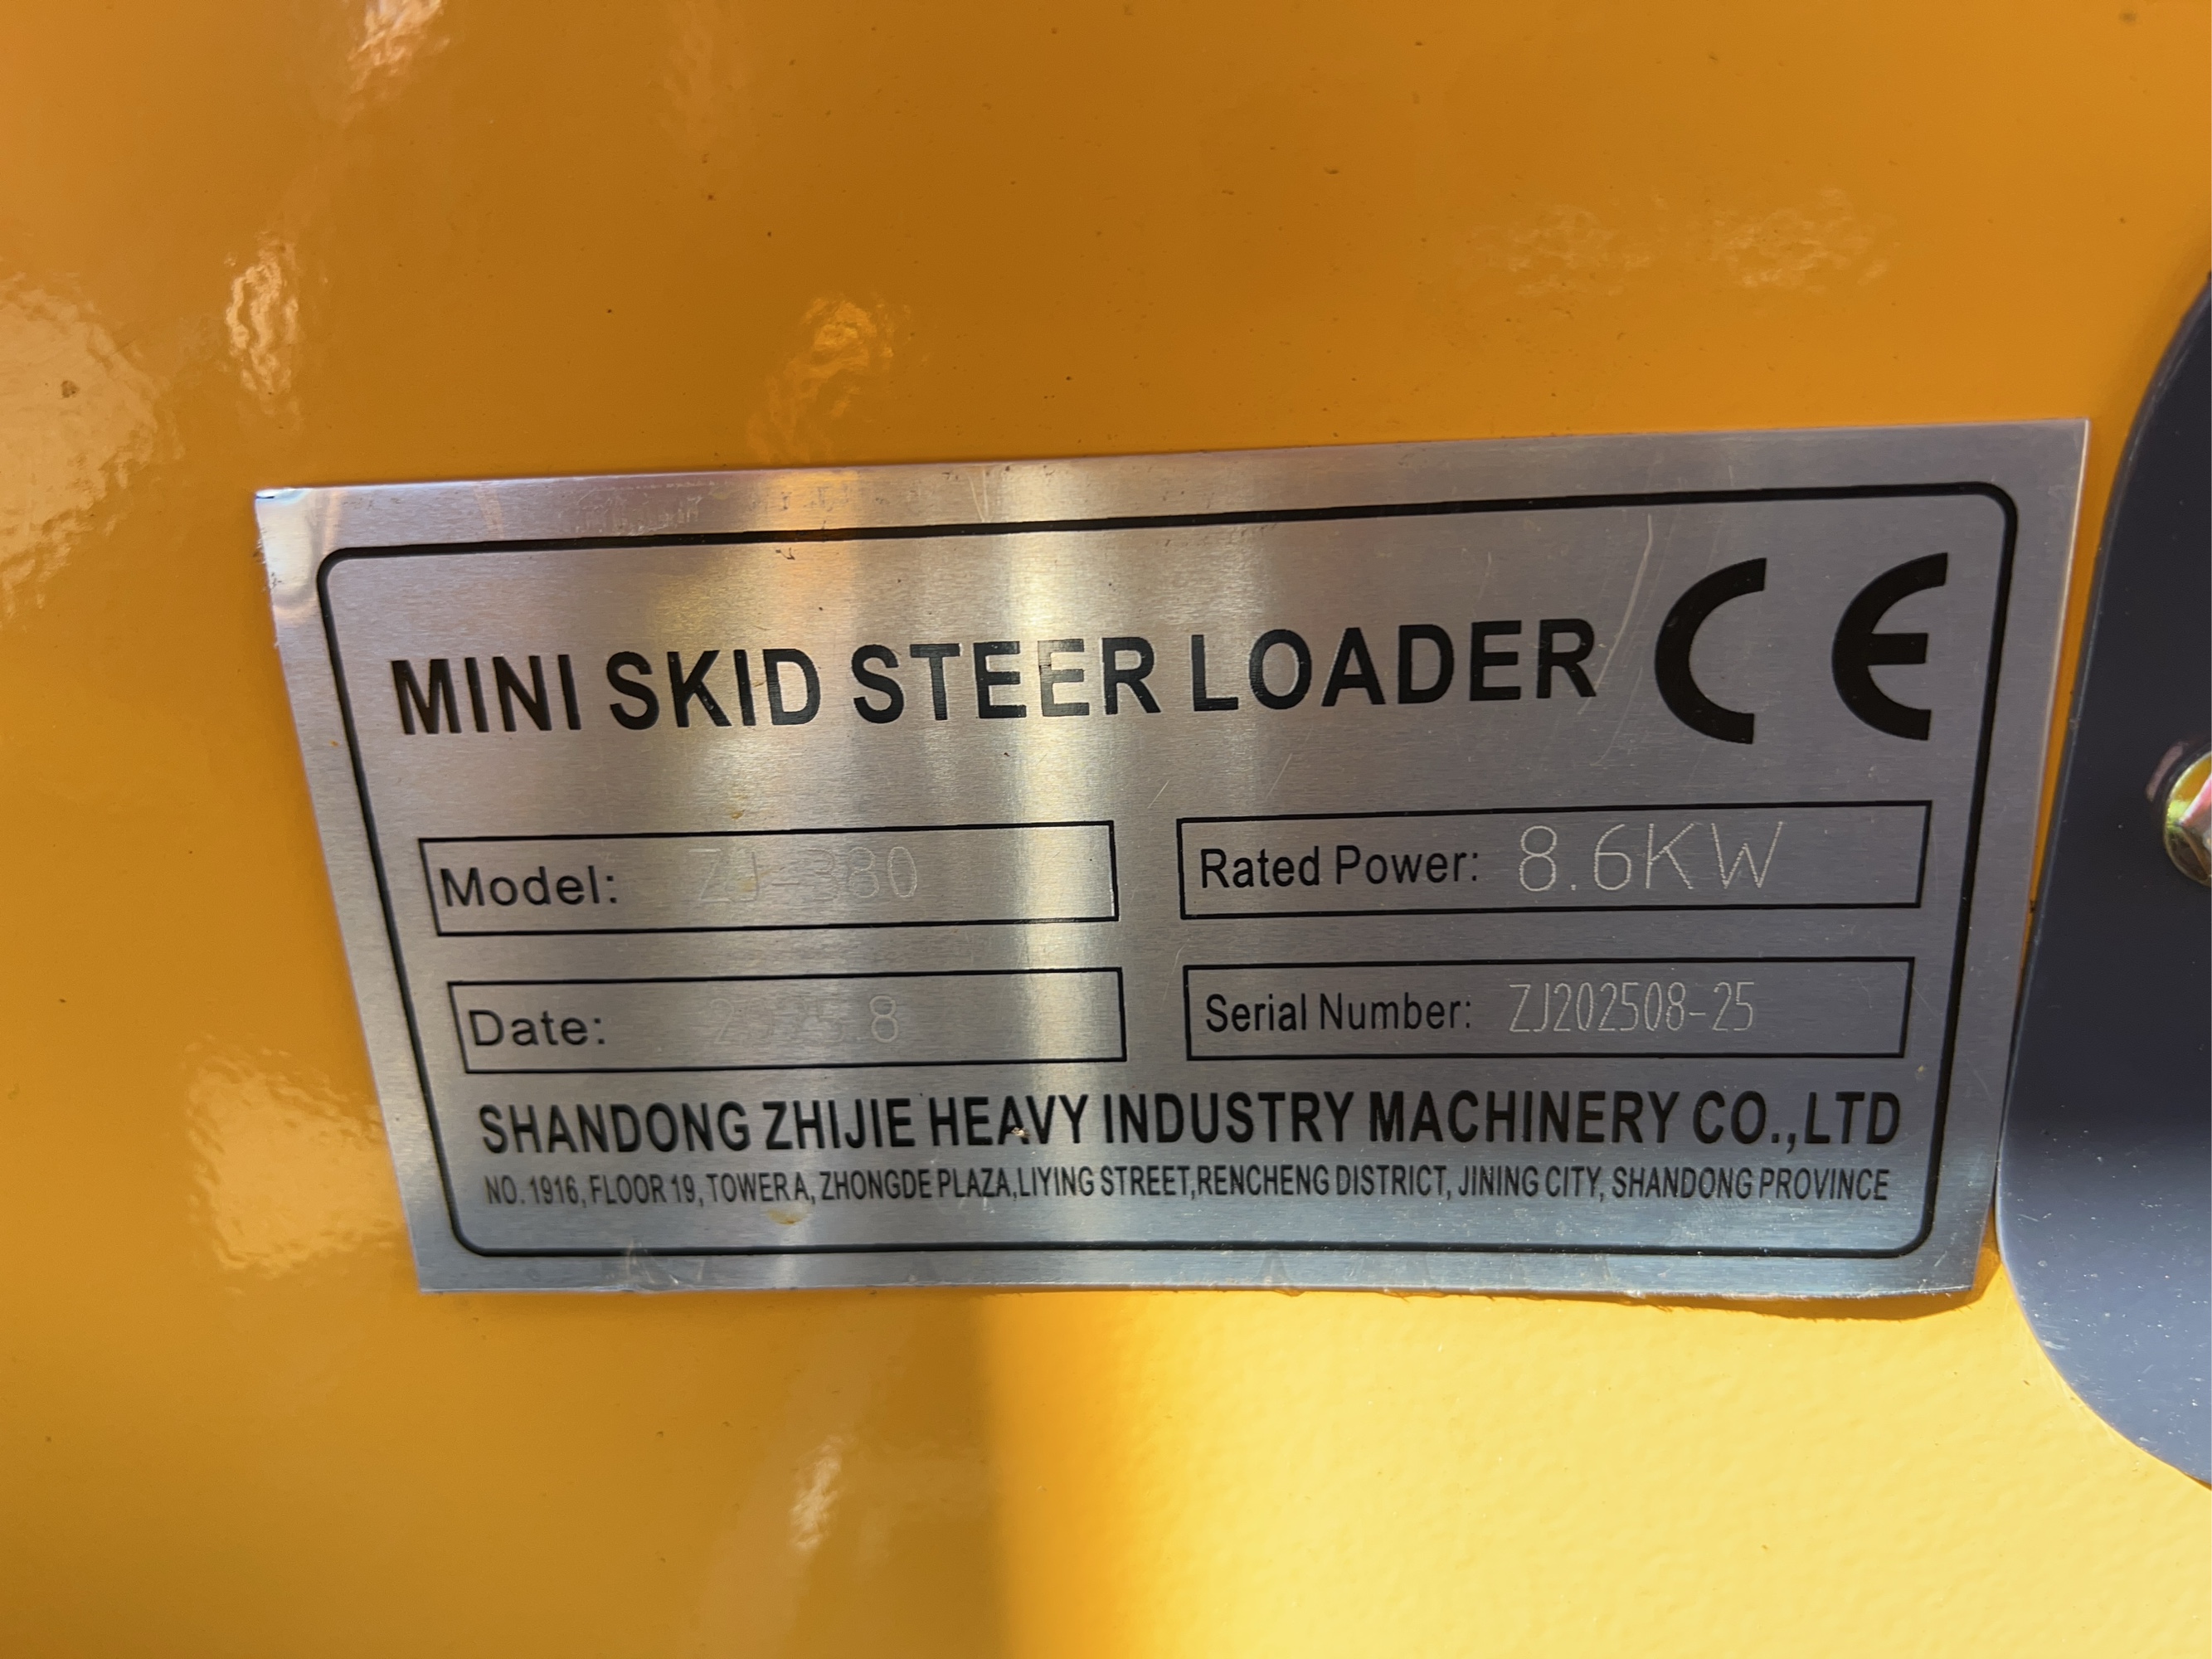 MINI SKID STEER LOADER CE
Model: ZJ-380
Rated Power: 8.6KW
Date: 2025.8
Serial Number: ZJ202508-25
SHANDONG ZHIJIE HEAVY INDUSTRY MACHINERY CO.,LTD
NO. 1916, FLOOR 19, TOWER A, ZHONGDE PLAZA,LIYING STREET,RENCHENG DISTRICT, JINING CITY, SHANDONG PROVINCE